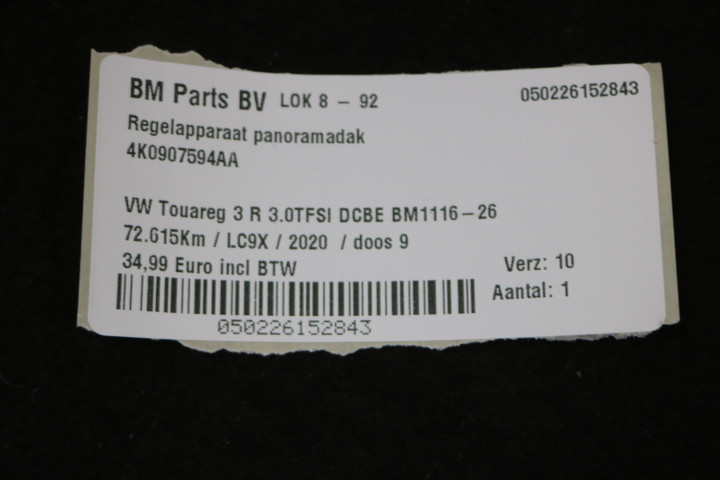 BM Parts BV LOK 8 - 92 050226152843
Regelapparaat panoramadak
4K0907594AA
VW Touareg 3 R 3.0TFSI DCBE BM1116-26
72.615Km / LC9X / 2020 / doos 9
34,99 Euro incl BTW Verz: 10
Aantal: 1
050226152843